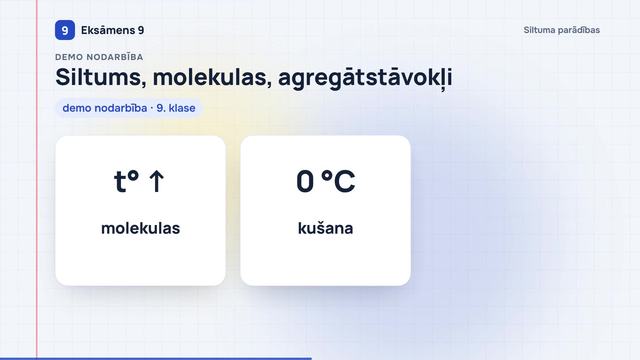 9 Eksāmens 9
Siltuma parādības
DEMO NODARBĪBA
Siltums, molekulas, agregātstāvokļi
demo nodarbība · 9. klase
t° ↑
molekulas
0 °C
kušana